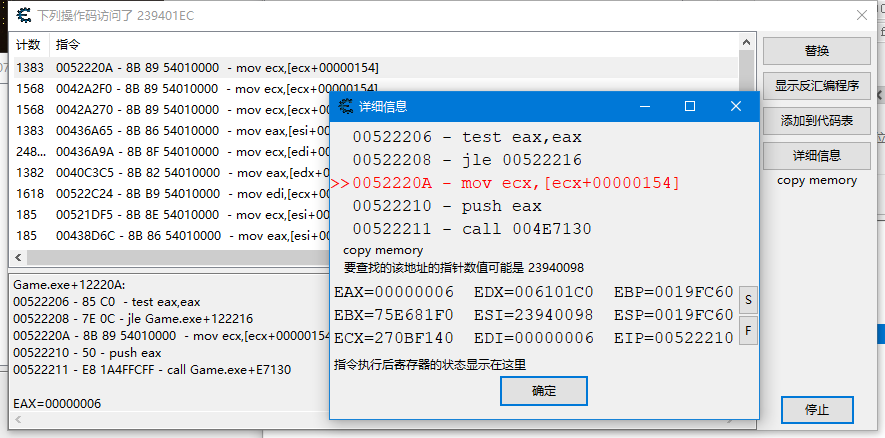 下列操作码访问了 239401EC
计数 指令
1383 0052220A - 8B 89 54010000 - mov ecx,[ecx+00000154]
1568 0042A2F0 - 8B 89 54010000 - mov ecx,[ecx+00000154]
1568 0042A270 - 8B 89 54010000 - mov ecx,[
1383 00436A65 - 8B 86 54010000 - mov eax,[esi+00
248... 00436A9A - 8B 8F 54010000 - mov ecx,[edi+00
1382 0040C3C5 - 8B 82 54010000 - mov eax,[edx+00
1618 00522C24 - 8B B9 54010000 - mov edi,[ecx+00
185 00521DF5 - 8B 8E 54010000 - mov ecx,[esi+00
185 00438D6C - 8B 86 54010000 - mov eax,[esi+00
Game.exe+12220A:
00522206 - 85 C0 - test eax,eax
00522208 - 7E 0C - jle Game.exe+122216
0052220A - 8B 89 54010000 - mov ecx,[ecx+00000154
00522210 - 50 - push eax
00522211 - E8 1A4FFCFF - call Game.exe+E7130
EAX=00000006
替换
显示反汇编程序
添加到代码表
详细信息
copy memory
停止
详细信息
00522206 - test eax,eax
00522208 - jle 00522216
>>0052220A - mov ecx,[ecx+00000154]
00522210 - push eax
00522211 - call 004E7130
copy memory
要查找的该地址的指针数值可能是 23940098
EAX=00000006 EDX=006101C0 EBP=0019FC60
EBX=75E681F0 ESI=23940098 ESP=0019FC60
ECX=270BF140 EDI=00000006 EIP=00522210
S
F
指令执行后寄存器的状态显示在这里
确定